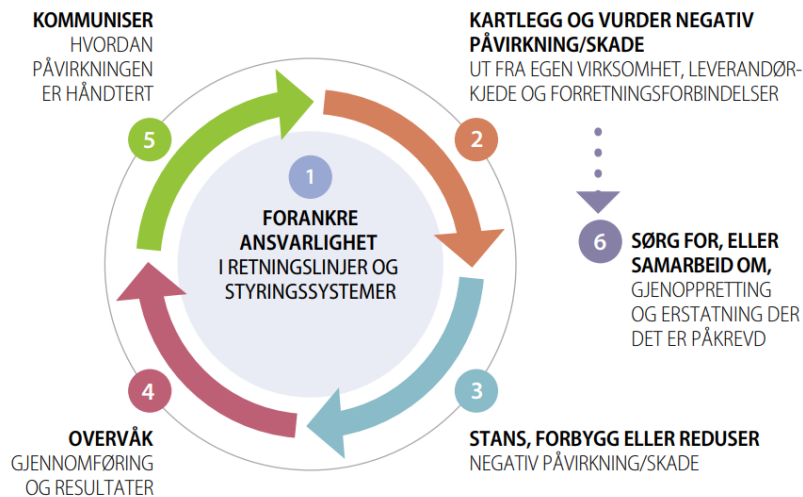 1
FORANKRE
ANSVARLIGHET
I RETNINGSLINJER OG
STYRINGSSYSTEMER
2
KARTLEGG OG VURDER NEGATIV
PÅVIRKNING/SKADE
UT FRA EGEN VIRKSOMHET, LEVERANDØR-
KJEDE OG FORRETNINGSFORBINDELSER
3
STANS, FORBYGG ELLER REDUSER
NEGATIV PÅVIRKNING/SKADE
4
OVERVÅK
GJENNOMFØRING
OG RESULTATER
5
KOMMUNISER
HVORDAN
PÅVIRKNINGEN
ER HÅNDTERT
6
SØRG FOR, ELLER
SAMARBEID OM,
GJENOPPRETTING
OG ERSTATNING DER
DET ER PÅKREVD